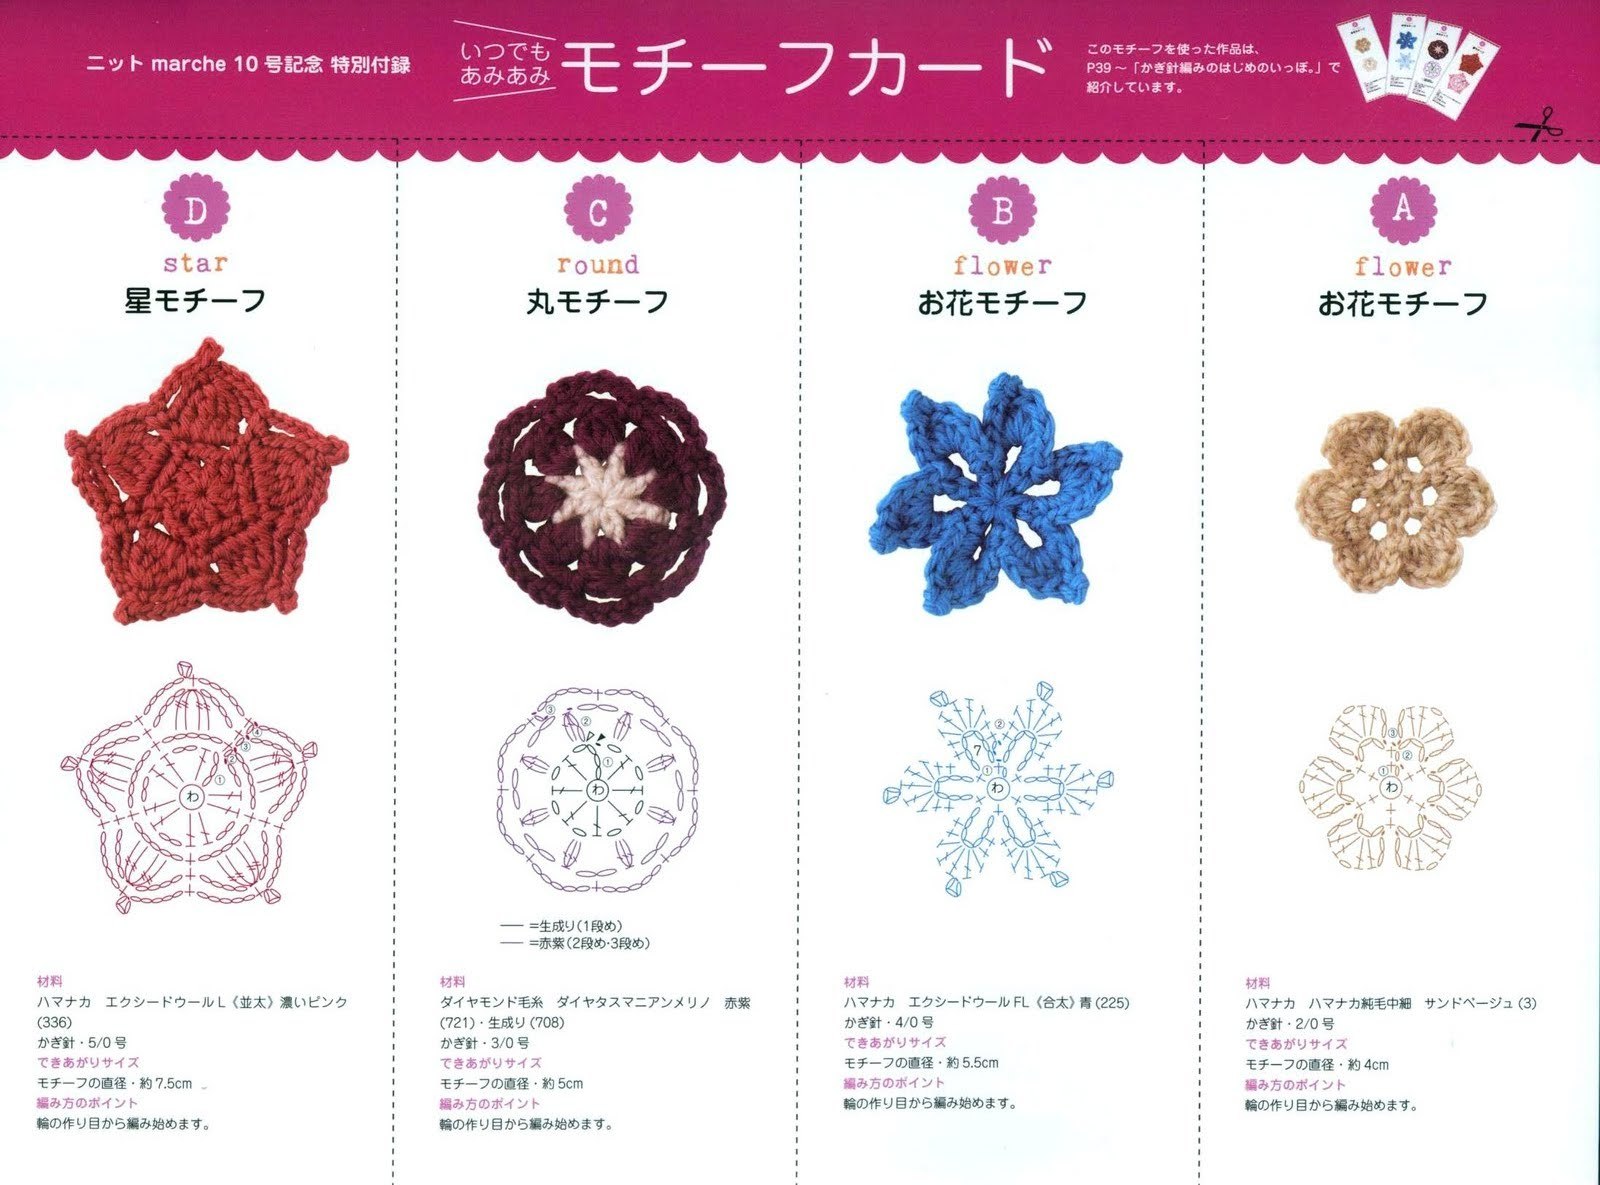 ニット marche 10 号記念 特別付録
いつでも
あみあみ
モチーフカード
このモチーフを使った作品は、
P39 ～「かぎ針編みのはじめのいっぽ。」で
紹介しています。
D
star
星モチーフ
① ② ③ ④
わ
材料
ハマナカ　エクシードウール L《並太》濃いピンク
(336)
かぎ針・5/0 号
できあがりサイズ
モチーフの直径・約 7.5cm
編み方のポイント
輪の作り目から編み始めます。
C
round
丸モチーフ
③ ② ①
わ
=生成り(1段め)
=赤紫(2段め･3段め)
材料
ダイヤモンド毛糸　ダイヤタスマニアンメリノ　赤紫
(721)・生成り (708)
かぎ針・3/0 号
できあがりサイズ
モチーフの直径・約 5cm
編み方のポイント
輪の作り目から編み始めます。
B
flower
お花モチーフ
②
7
①
わ
材料
ハマナカ　エクシードウール FL《合太》青 (225)
かぎ針・4/0 号
できあがりサイズ
モチーフの直径・約 5.5cm
編み方のポイント
輪の作り目から編み始めます。
A
flower
お花モチーフ
③
②
①
わ
材料
ハマナカ　ハマナカ純毛中細　サンドベージュ (3)
かぎ針・2/0 号
できあがりサイズ
モチーフの直径・約 4cm
編み方のポイント
輪の作り目から編み始めます。